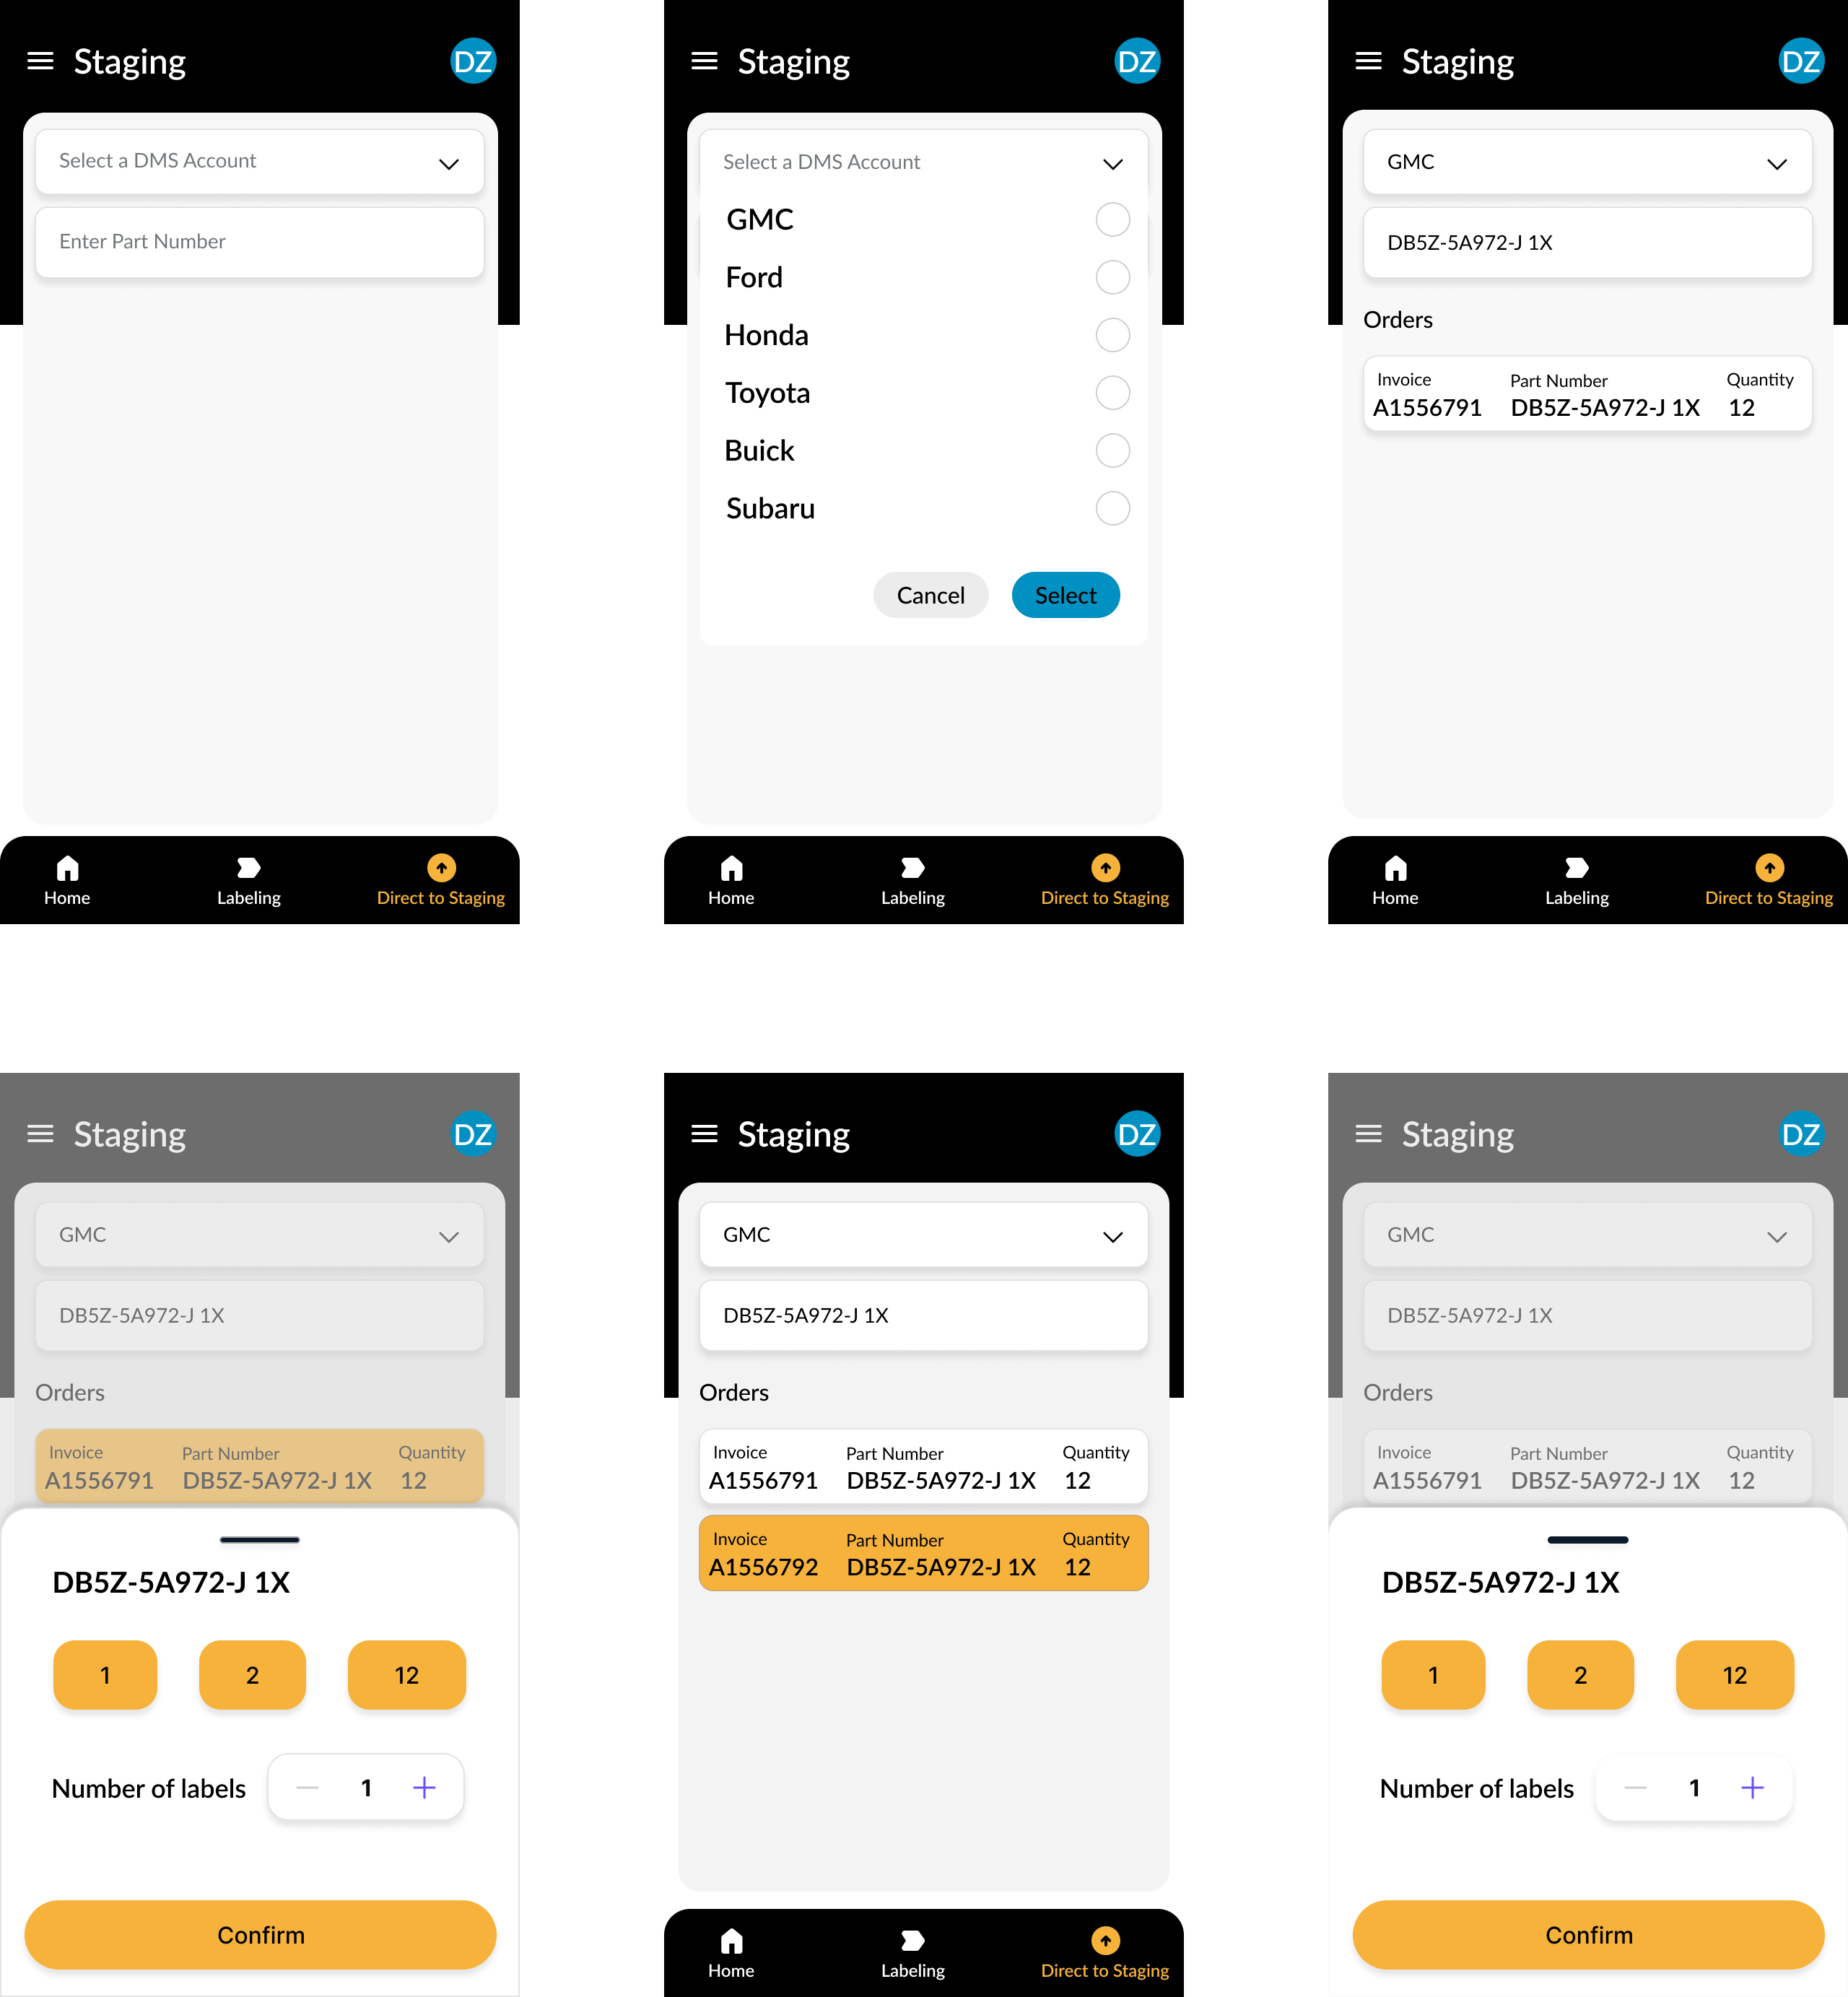 Staging
DZ
Select a DMS Account
Enter Part Number
Home
Labeling
Direct to Staging
Staging
DZ
Select a DMS Account
GMC
Ford
Honda
Toyota
Buick
Subaru
Cancel
Select
Home
Labeling
Direct to Staging
Staging
DZ
GMC
DB5Z-5A972-J 1X
Orders
Invoice Part Number Quantity
A1556791 DB5Z-5A972-J 1X 12
Home
Labeling
Direct to Staging
Staging
DZ
GMC
DB5Z-5A972-J 1X
Orders
Invoice Part Number Quantity
A1556791 DB5Z-5A972-J 1X 12
DB5Z-5A972-J 1X
1 2 12
Number of labels 1
Confirm
Staging
DZ
GMC
DB5Z-5A972-J 1X
Orders
Invoice Part Number Quantity
A1556791 DB5Z-5A972-J 1X 12
Invoice Part Number Quantity
A1556792 DB5Z-5A972-J 1X 12
Home
Labeling
Direct to Staging
Staging
DZ
GMC
DB5Z-5A972-J 1X
Orders
Invoice Part Number Quantity
A1556791 DB5Z-5A972-J 1X 12
DB5Z-5A972-J 1X
1 2 12
Number of labels 1
Confirm